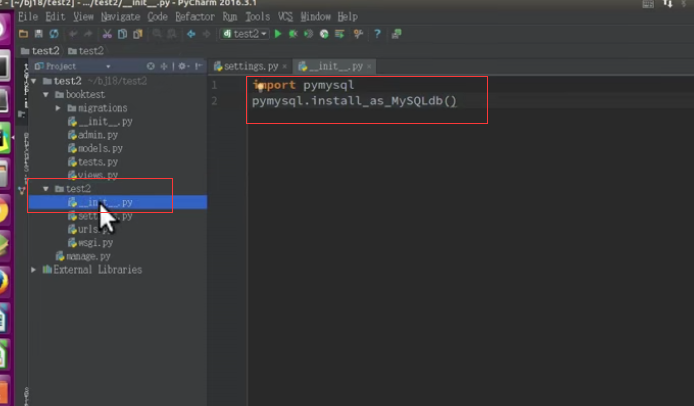 - [~/bj18/test2] - .../test2/__init__.py - PyCharm 2016.3.1
File Edit View Navigate Code Refactor Run Tools VCS Window Help
test2
test2 test2
Project
settings.py × __init__.py ×
test2 ~/bj18/test2
booktest
migrations
__init__.py
admin.py
models.py
tests.py
views.py
test2
__init__.py
urls.py
wsgi.py
manage.py
External Libraries
1 import pymysql
2 pymysql.install_as_MySQLdb()